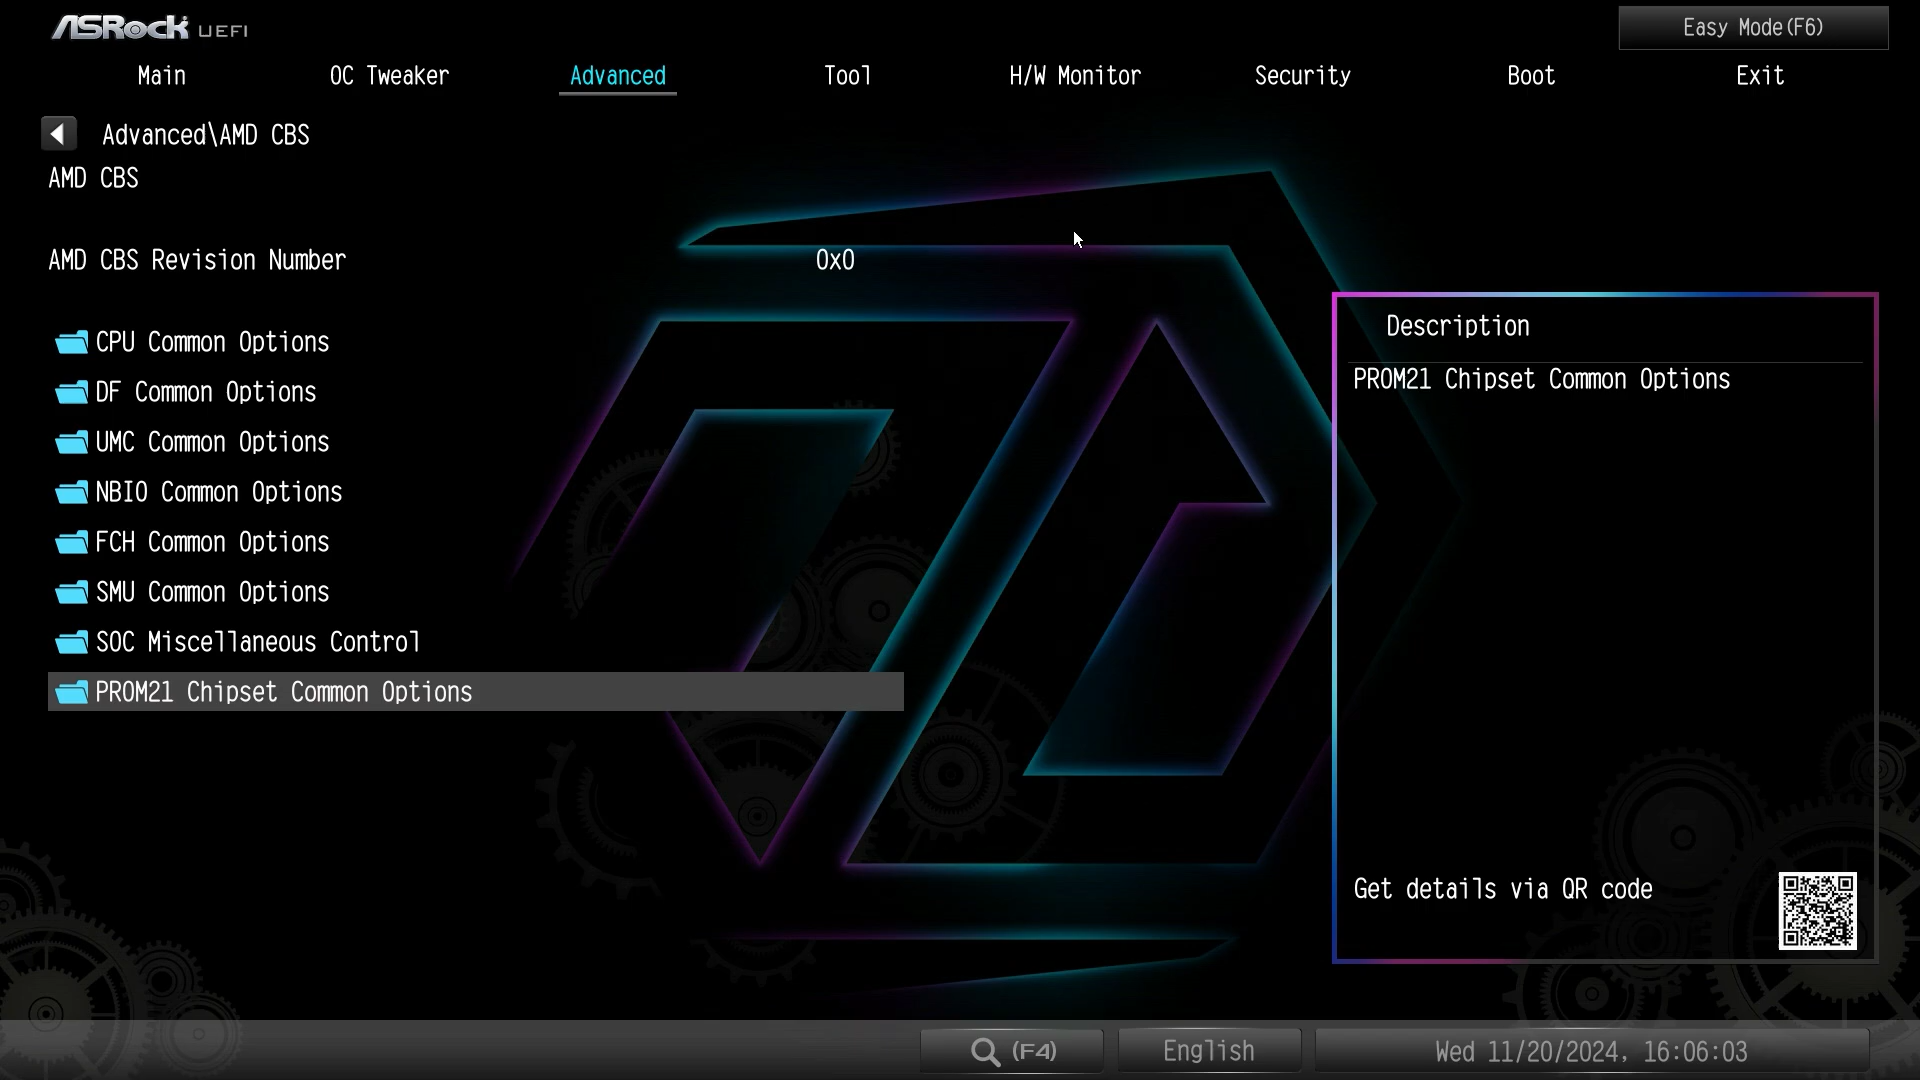 ASRock UEFI
Easy Mode(F6)
Main OC Tweaker Advanced Tool H/W Monitor Security Boot Exit
Advanced\AMD CBS
AMD CBS
AMD CBS Revision Number 0x0
CPU Common Options
DF Common Options
UMC Common Options
NBIO Common Options
FCH Common Options
SMU Common Options
SOC Miscellaneous Control
PROM21 Chipset Common Options
Description
PROM21 Chipset Common Options
Get details via QR code
(F4) English Wed 11/20/2024, 16:06:03